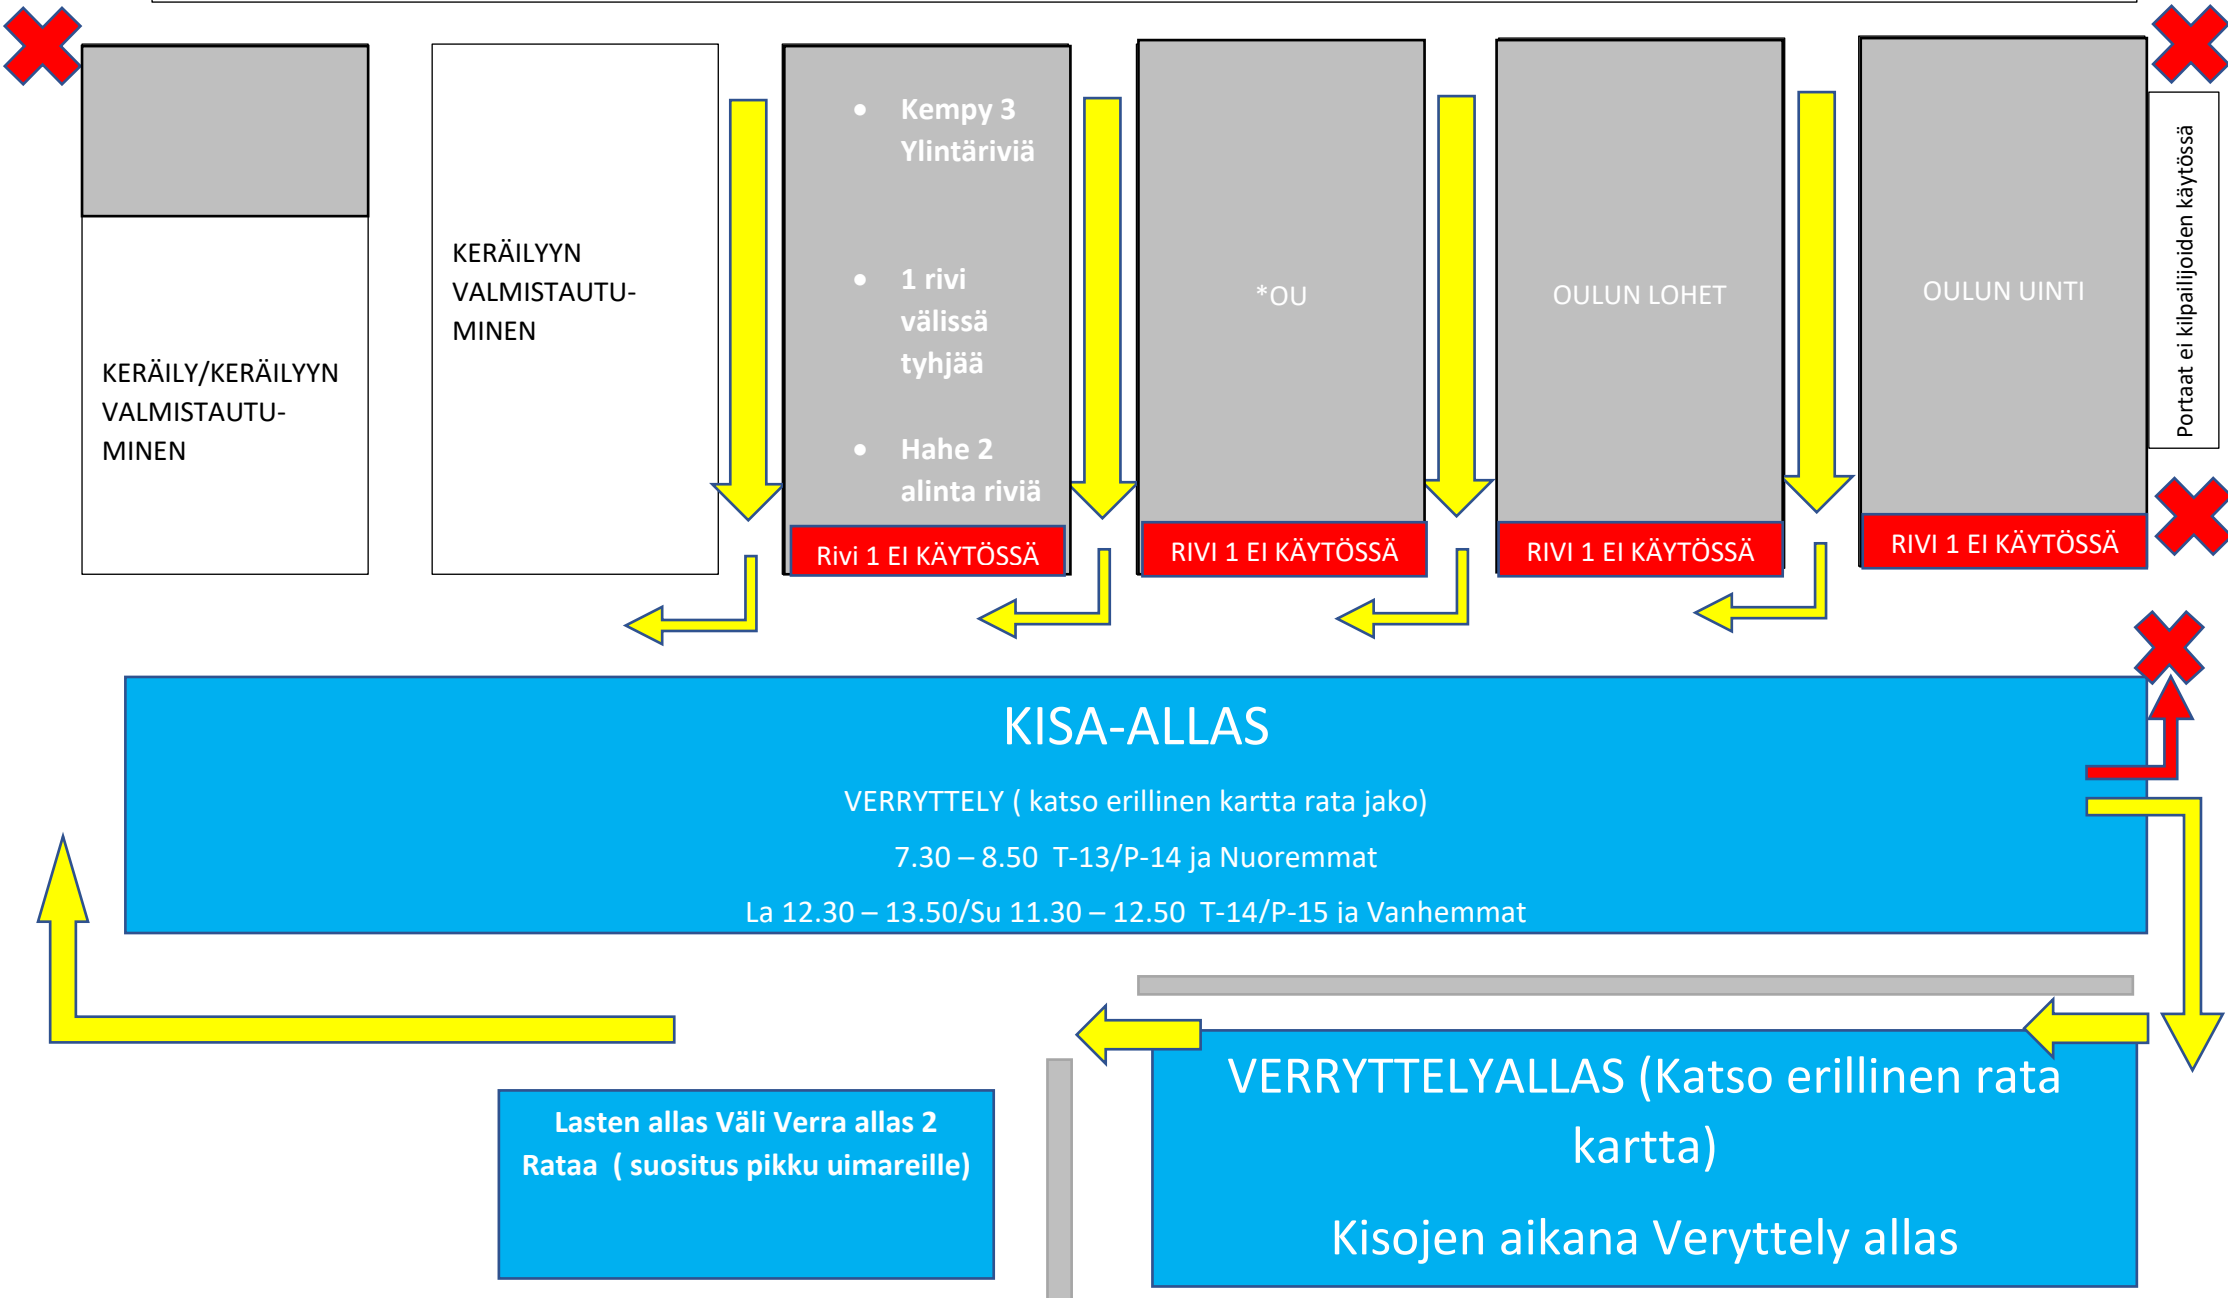 KERÄILY/KERÄILYYN
VALMISTAUTU-
MINEN
KERÄILYYN
VALMISTAUTU-
MINEN
• Kempy 3
Ylintäriviä
• 1 rivi
välissä
tyhjää
• Hahe 2
alinta riviä
Rivi 1 EI KÄYTÖSSÄ
*OU
RIVI 1 EI KÄYTÖSSÄ
OULUN LOHET
RIVI 1 EI KÄYTÖSSÄ
OULUN UINTI
RIVI 1 EI KÄYTÖSSÄ
Portaat ei kilpailijoiden käytössä
KISA-ALLAS
VERRYTTELY ( katso erillinen kartta rata jako)
7.30 – 8.50 T-13/P-14 ja Nuoremmat
La 12.30 – 13.50/Su 11.30 – 12.50 T-14/P-15 ja Vanhemmat
Lasten allas Väli Verra allas 2
Rataa ( suositus pikku uimareille)
VERRYTTELYALLAS (Katso erillinen rata
kartta)
Kisojen aikana Veryttely allas